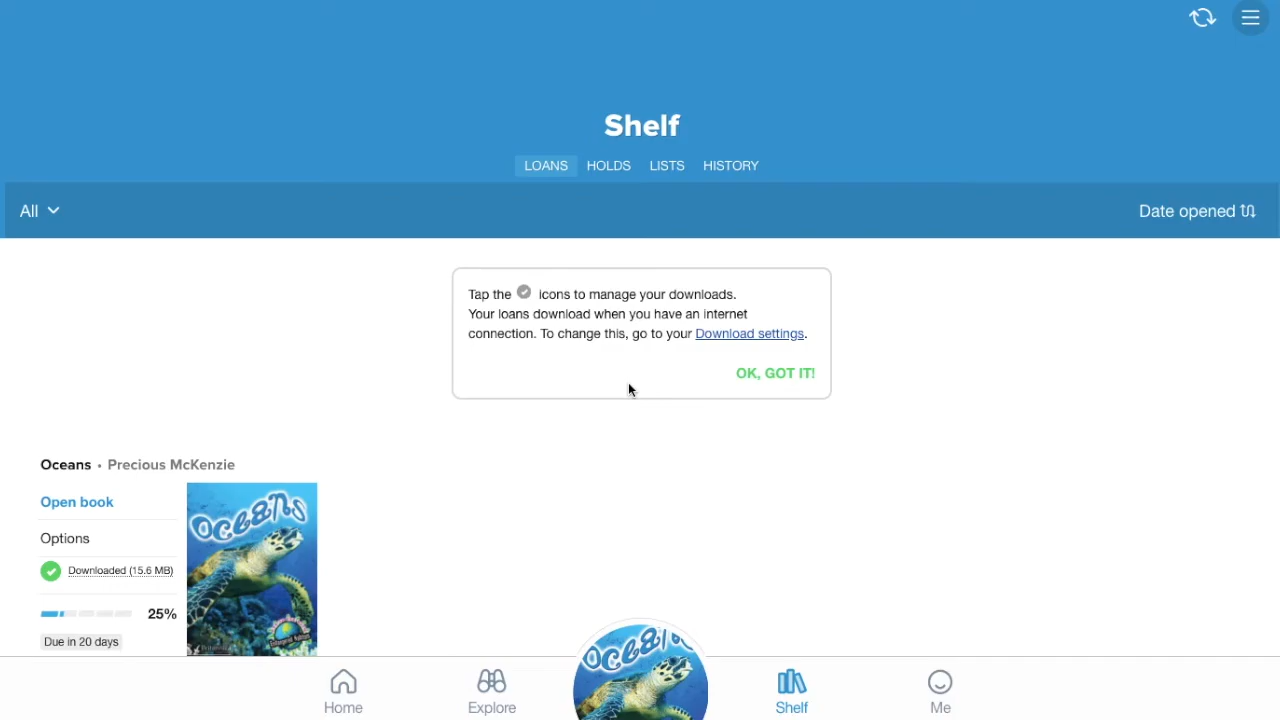 Shelf
LOANS HOLDS LISTS HISTORY
All Date opened
Tap the icons to manage your downloads.
Your loans download when you have an internet
connection. To change this, go to your Download settings.
OK, GOT IT!
Oceans • Precious McKenzie
Open book
Options
Downloaded (15.6 MB)
25%
Due in 20 days
Oceans
Oceans
Home Explore Shelf Me